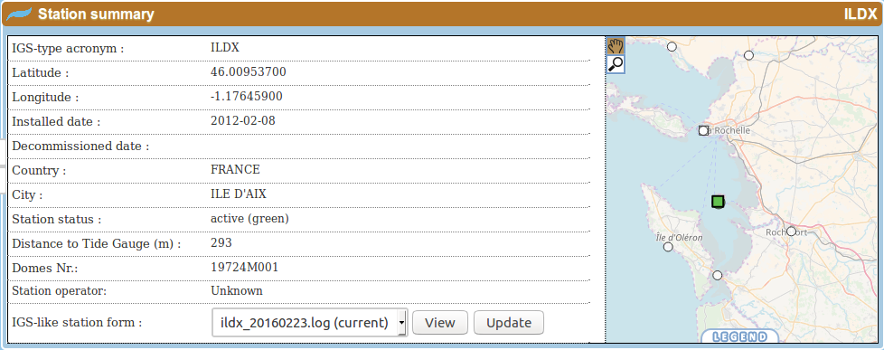 Station summary ILDX
IGS-type acronym : ILDX
Latitude : 46.00953700
Longitude : -1.17645900
Installed date : 2012-02-08
Decommissioned date :
Country : FRANCE
City : ILE D'AIX
Station status : active (green)
Distance to Tide Gauge (m) : 293
Domes Nr.: 19724M001
Station operator: Unknown
IGS-like station form : ildx_20160223.log (current) View Update
La Rochelle
Île d'Oléron
Rochefort
LEGEND